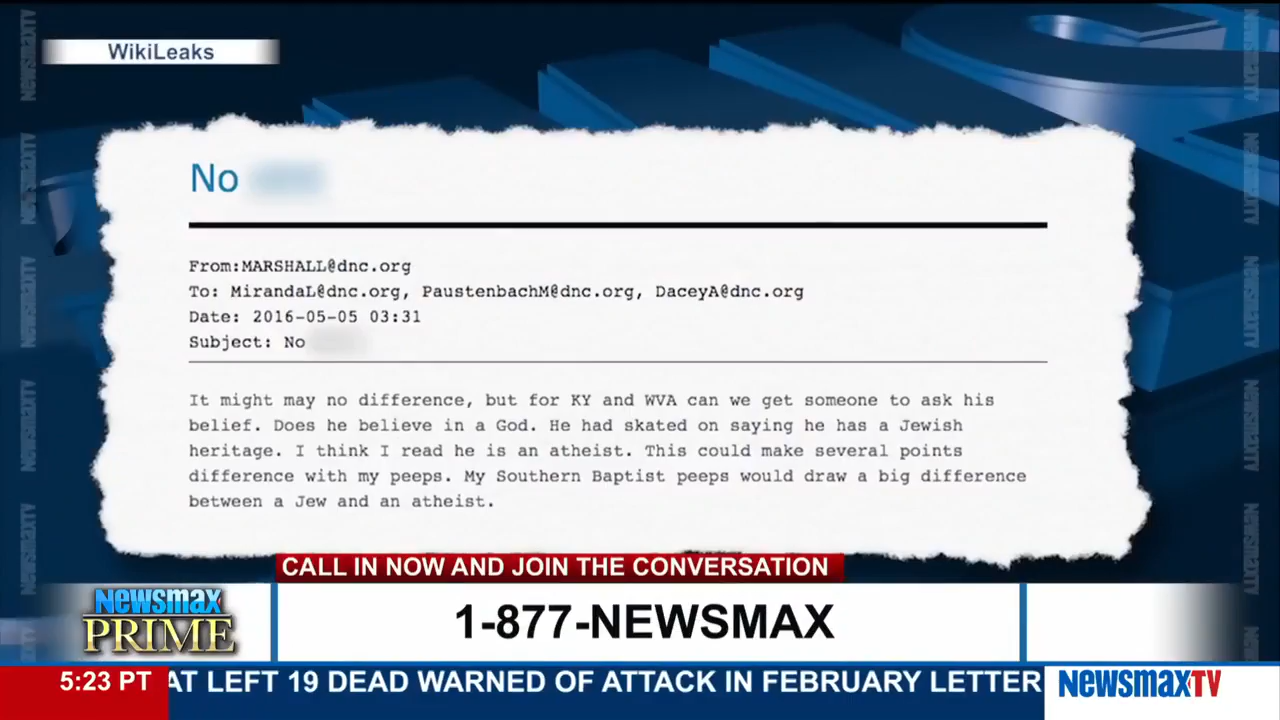 WikiLeaks
No
From:MARSHALL@dnc.org
To: MirandaL@dnc.org, PaustenbachM@dnc.org, DaceyA@dnc.org
Date: 2016-05-05 03:31
Subject: No
It might may no difference, but for KY and WVA can we get someone to ask his
belief. Does he believe in a God. He had skated on saying he has a Jewish
heritage. I think I read he is an atheist. This could make several points
difference with my peeps. My Southern Baptist peeps would draw a big difference
between a Jew and an atheist.
CALL IN NOW AND JOIN THE CONVERSATION
Newsmax
PRIME
1-877-NEWSMAX
5:23 PT
AT LEFT 19 DEAD WARNED OF ATTACK IN FEBRUARY LETTER
NEWSMAXTV